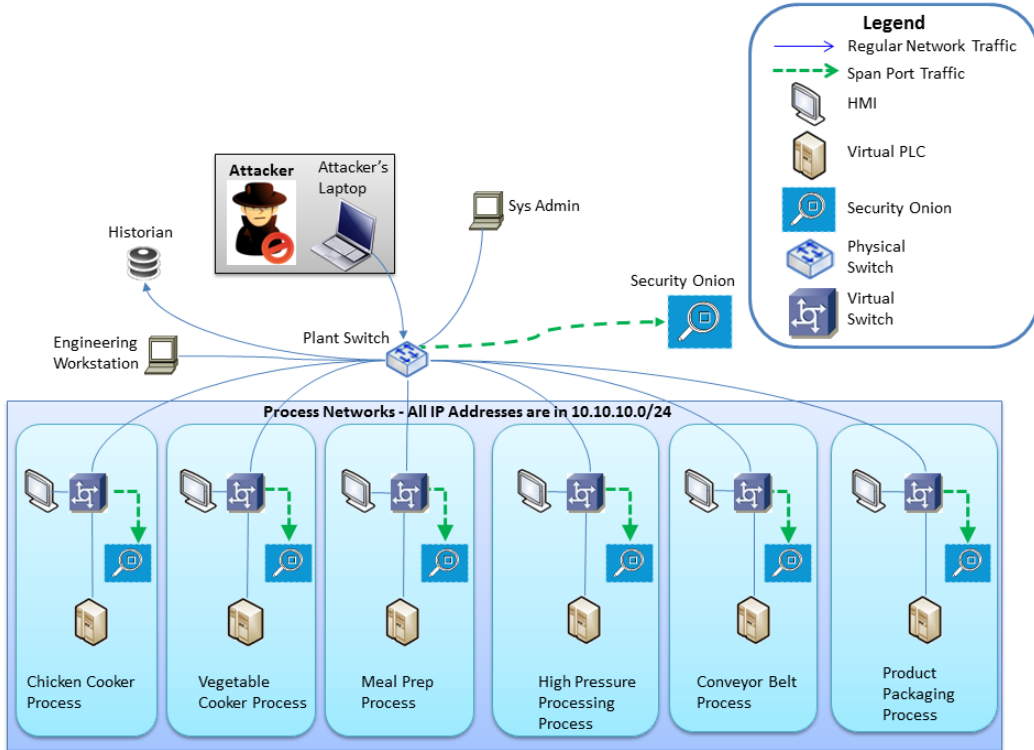 Legend
Regular Network Traffic
Span Port Traffic
HMI
Virtual PLC
Security Onion
Physical
Switch
Virtual
Switch
Attacker
Attacker's
Laptop
Sys Admin
Historian
Security Onion
Plant Switch
Engineering
Workstation
Process Networks - All IP Addresses are in 10.10.10.0/24
Chicken Cooker
Process
Vegetable
Cooker Process
Meal Prep
Process
High Pressure
Processing
Process
Conveyor Belt
Process
Product
Packaging
Process